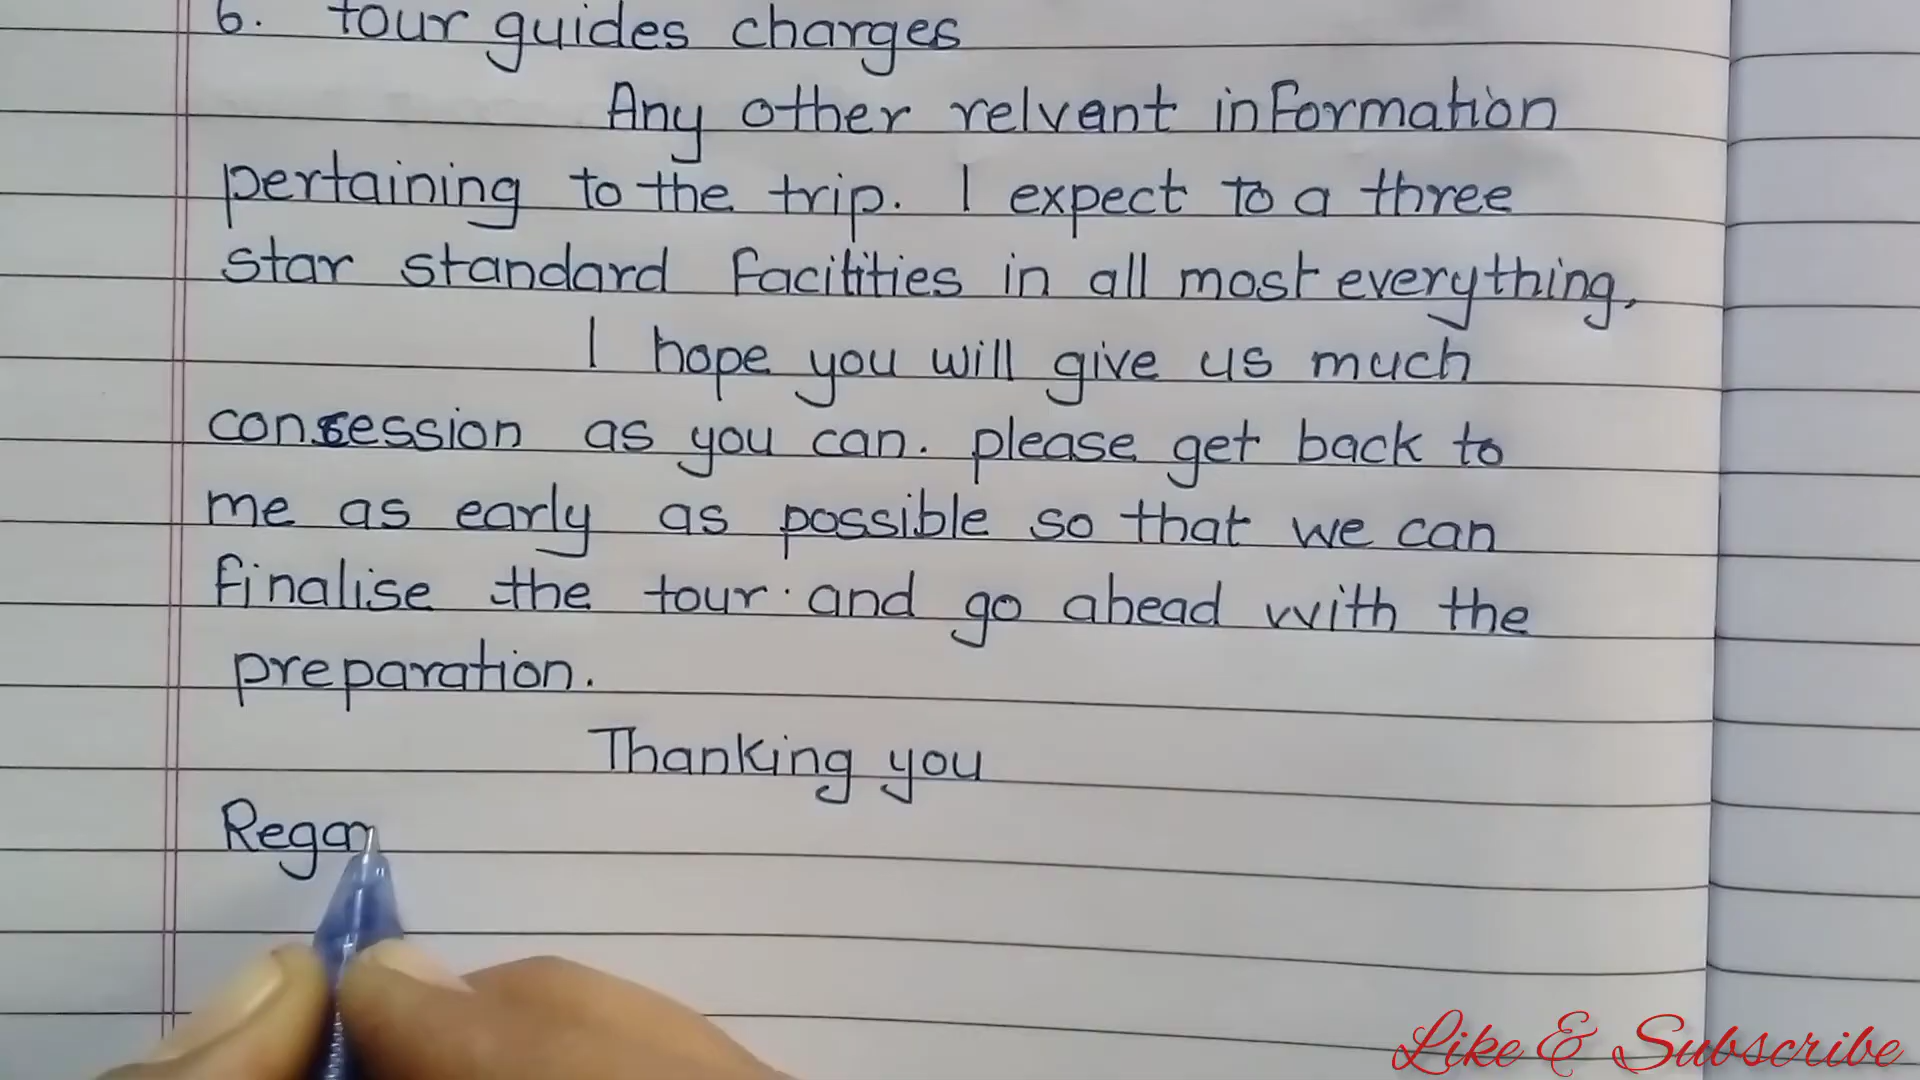 6. tour guides charges
Any other relvant information
pertaining to the trip. I expect to a three
star standard facilities in all most everything,
I hope you will give us much
concession as you can. please get back to
me as early as possible so that we can
finalise the tour and go ahead with the
preparation.
Thanking you
Regar
Like & Subscribe